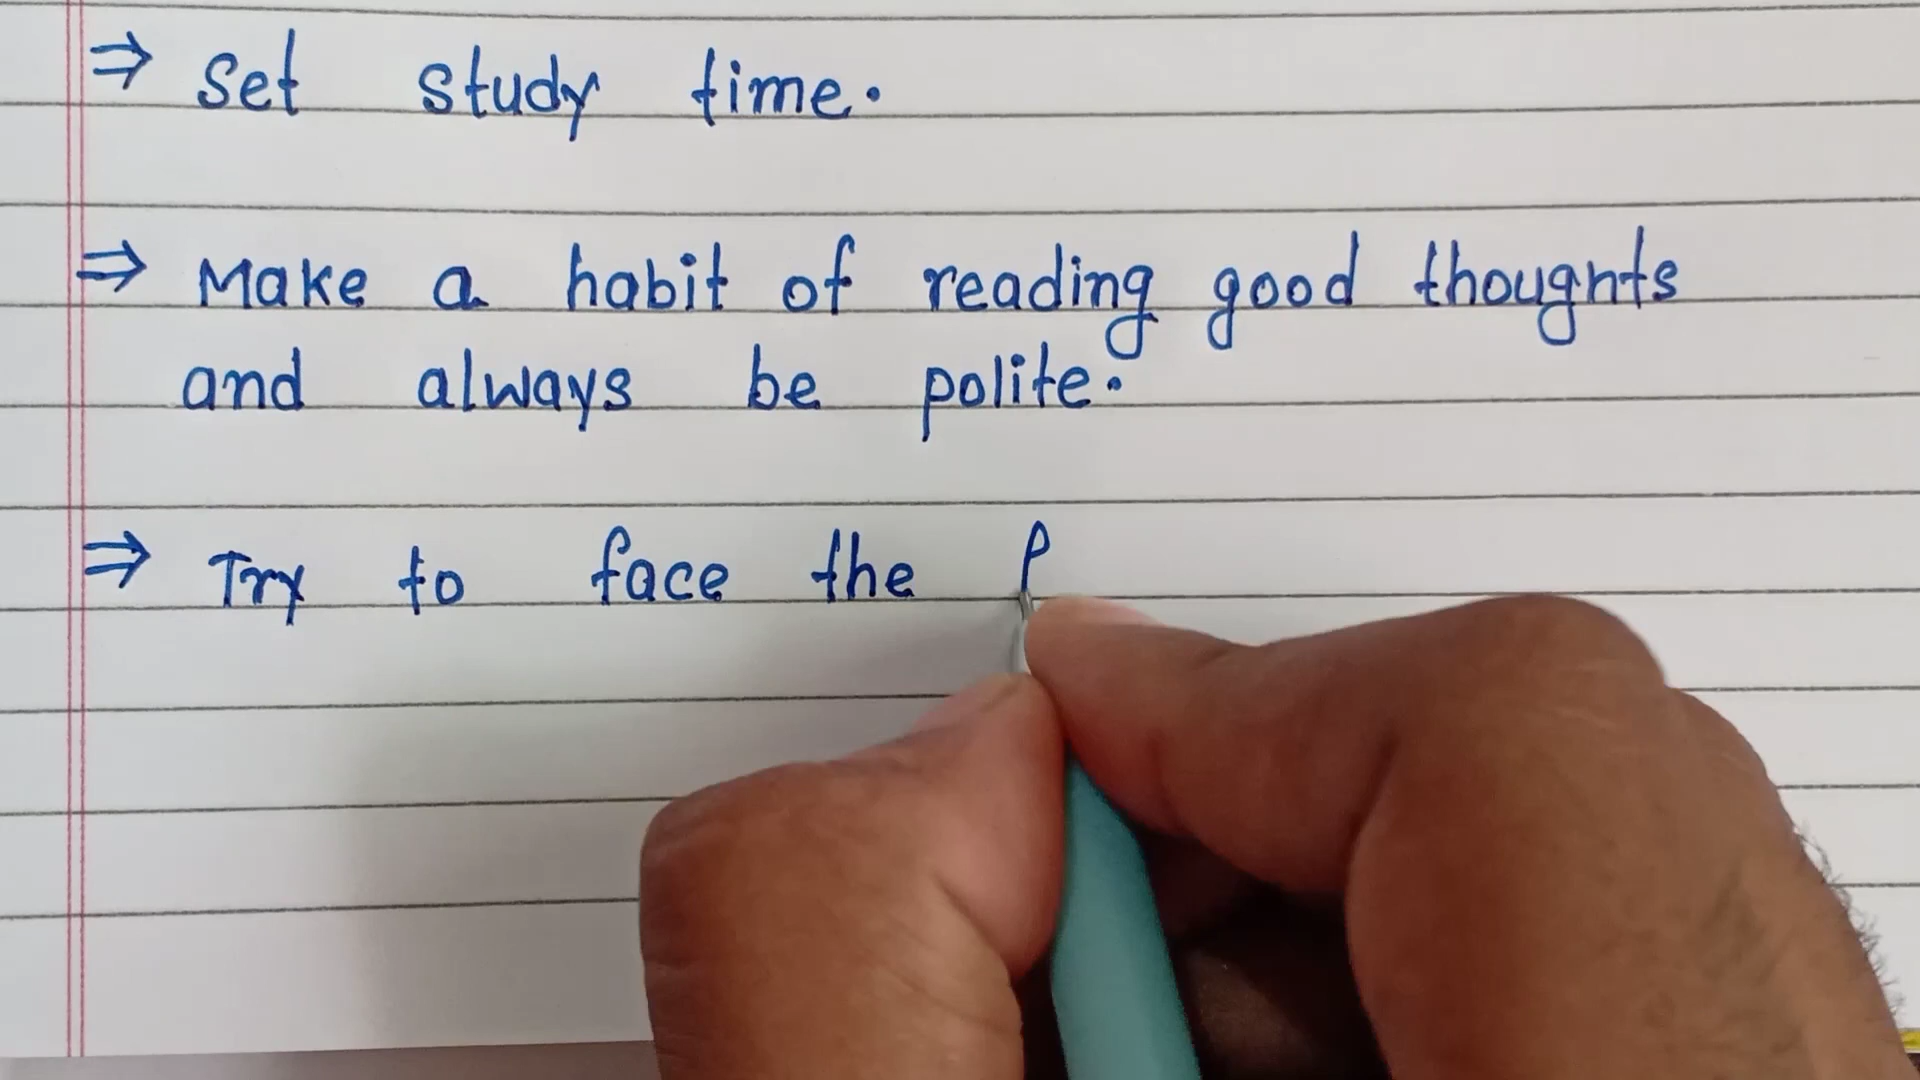 ⇒ Set study time.
⇒ Make a habit of reading good thoughts
and always be polite.
⇒ Try to face the p